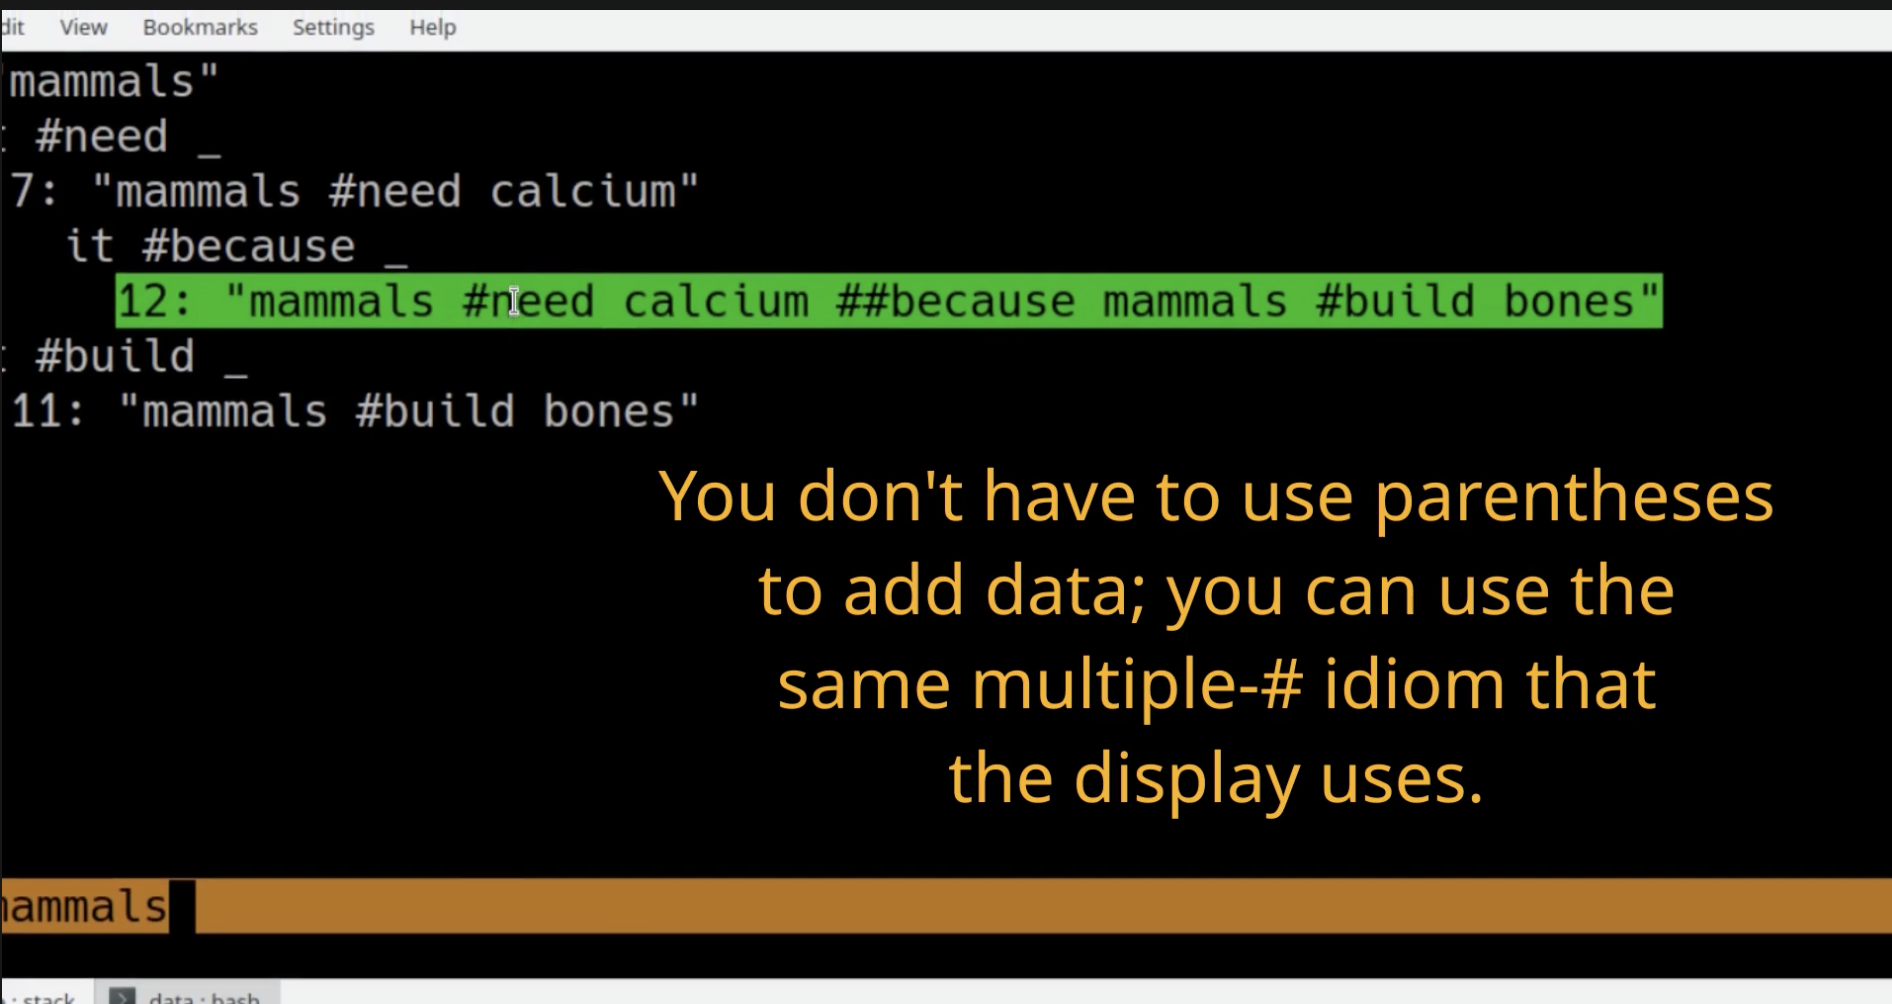 dit View Bookmarks Settings Help
"mammals"
#need _
7: "mammals #need calcium"
it #because _
12: "mammals #need calcium ##because mammals #build bones"
#build _
11: "mammals #build bones"
You don't have to use parentheses
to add data; you can use the
same multiple-# idiom that
the display uses.
mammals
: stack data : bash